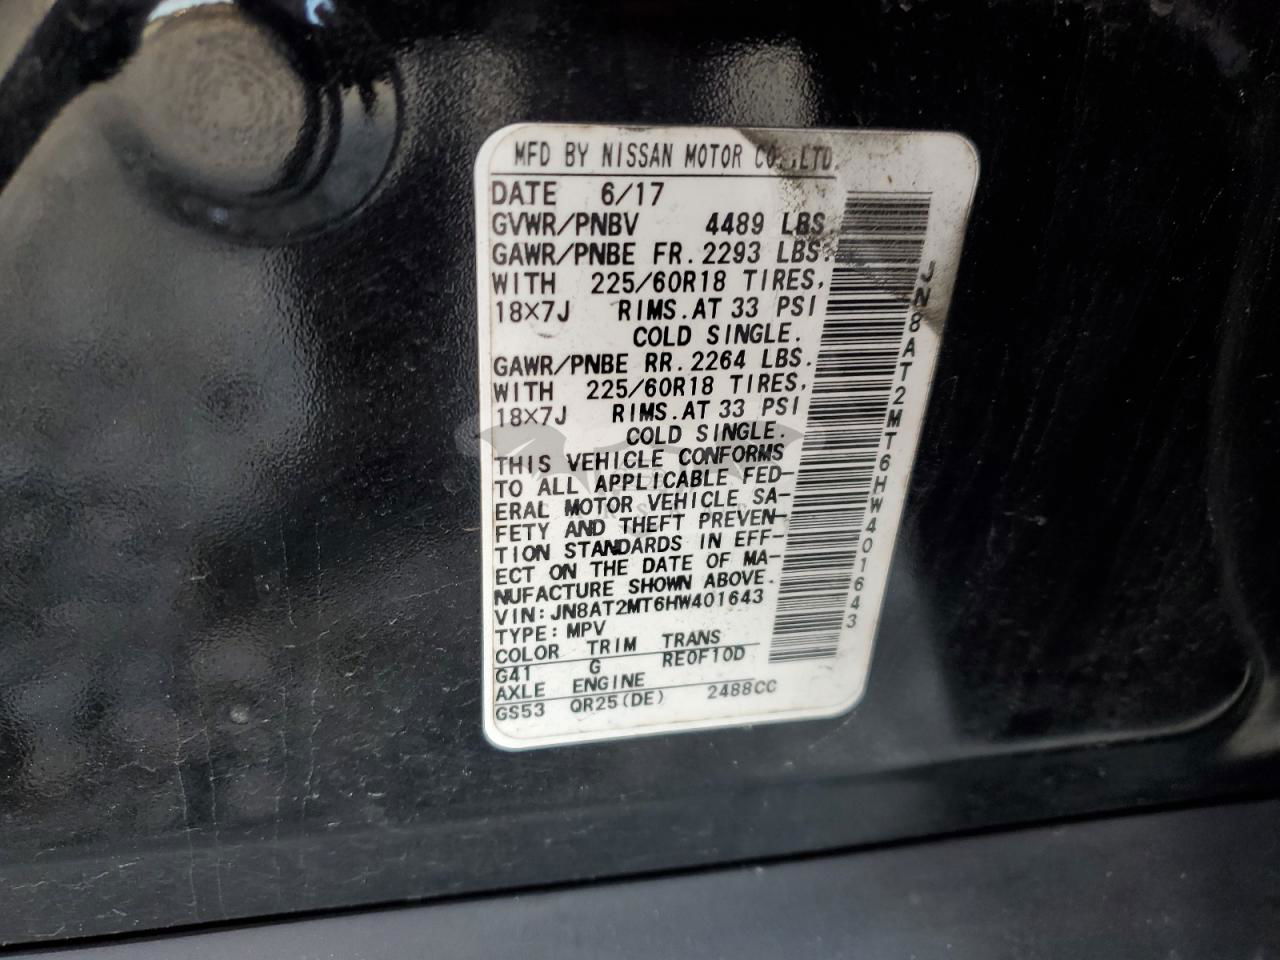 MFD BY NISSAN MOTOR CO.,LTD.
DATE 6/17
GVWR/PNBV 4489 LBS
GAWR/PNBE FR. 2293 LBS.
WITH 225/60R18 TIRES,
18×7J RIMS. AT 33 PSI
COLD SINGLE.
GAWR/PNBE RR. 2264 LBS.
WITH 225/60R18 TIRES,
18×7J RIMS. AT 33 PSI
COLD SINGLE.
THIS VEHICLE CONFORMS
TO ALL APPLICABLE FED-
ERAL MOTOR VEHICLE SA-
FETY AND THEFT PREVEN-
TION STANDARDS IN EFF-
ECT ON THE DATE OF MA-
NUFACTURE SHOWN ABOVE.
VIN: JN8AT2MT6HW401643
TYPE: MPV
COLOR TRIM TRANS
G41 G RE0F10D
AXLE ENGINE
GS53 QR25(DE) 2488CC
JN8AT2MT6HW401643